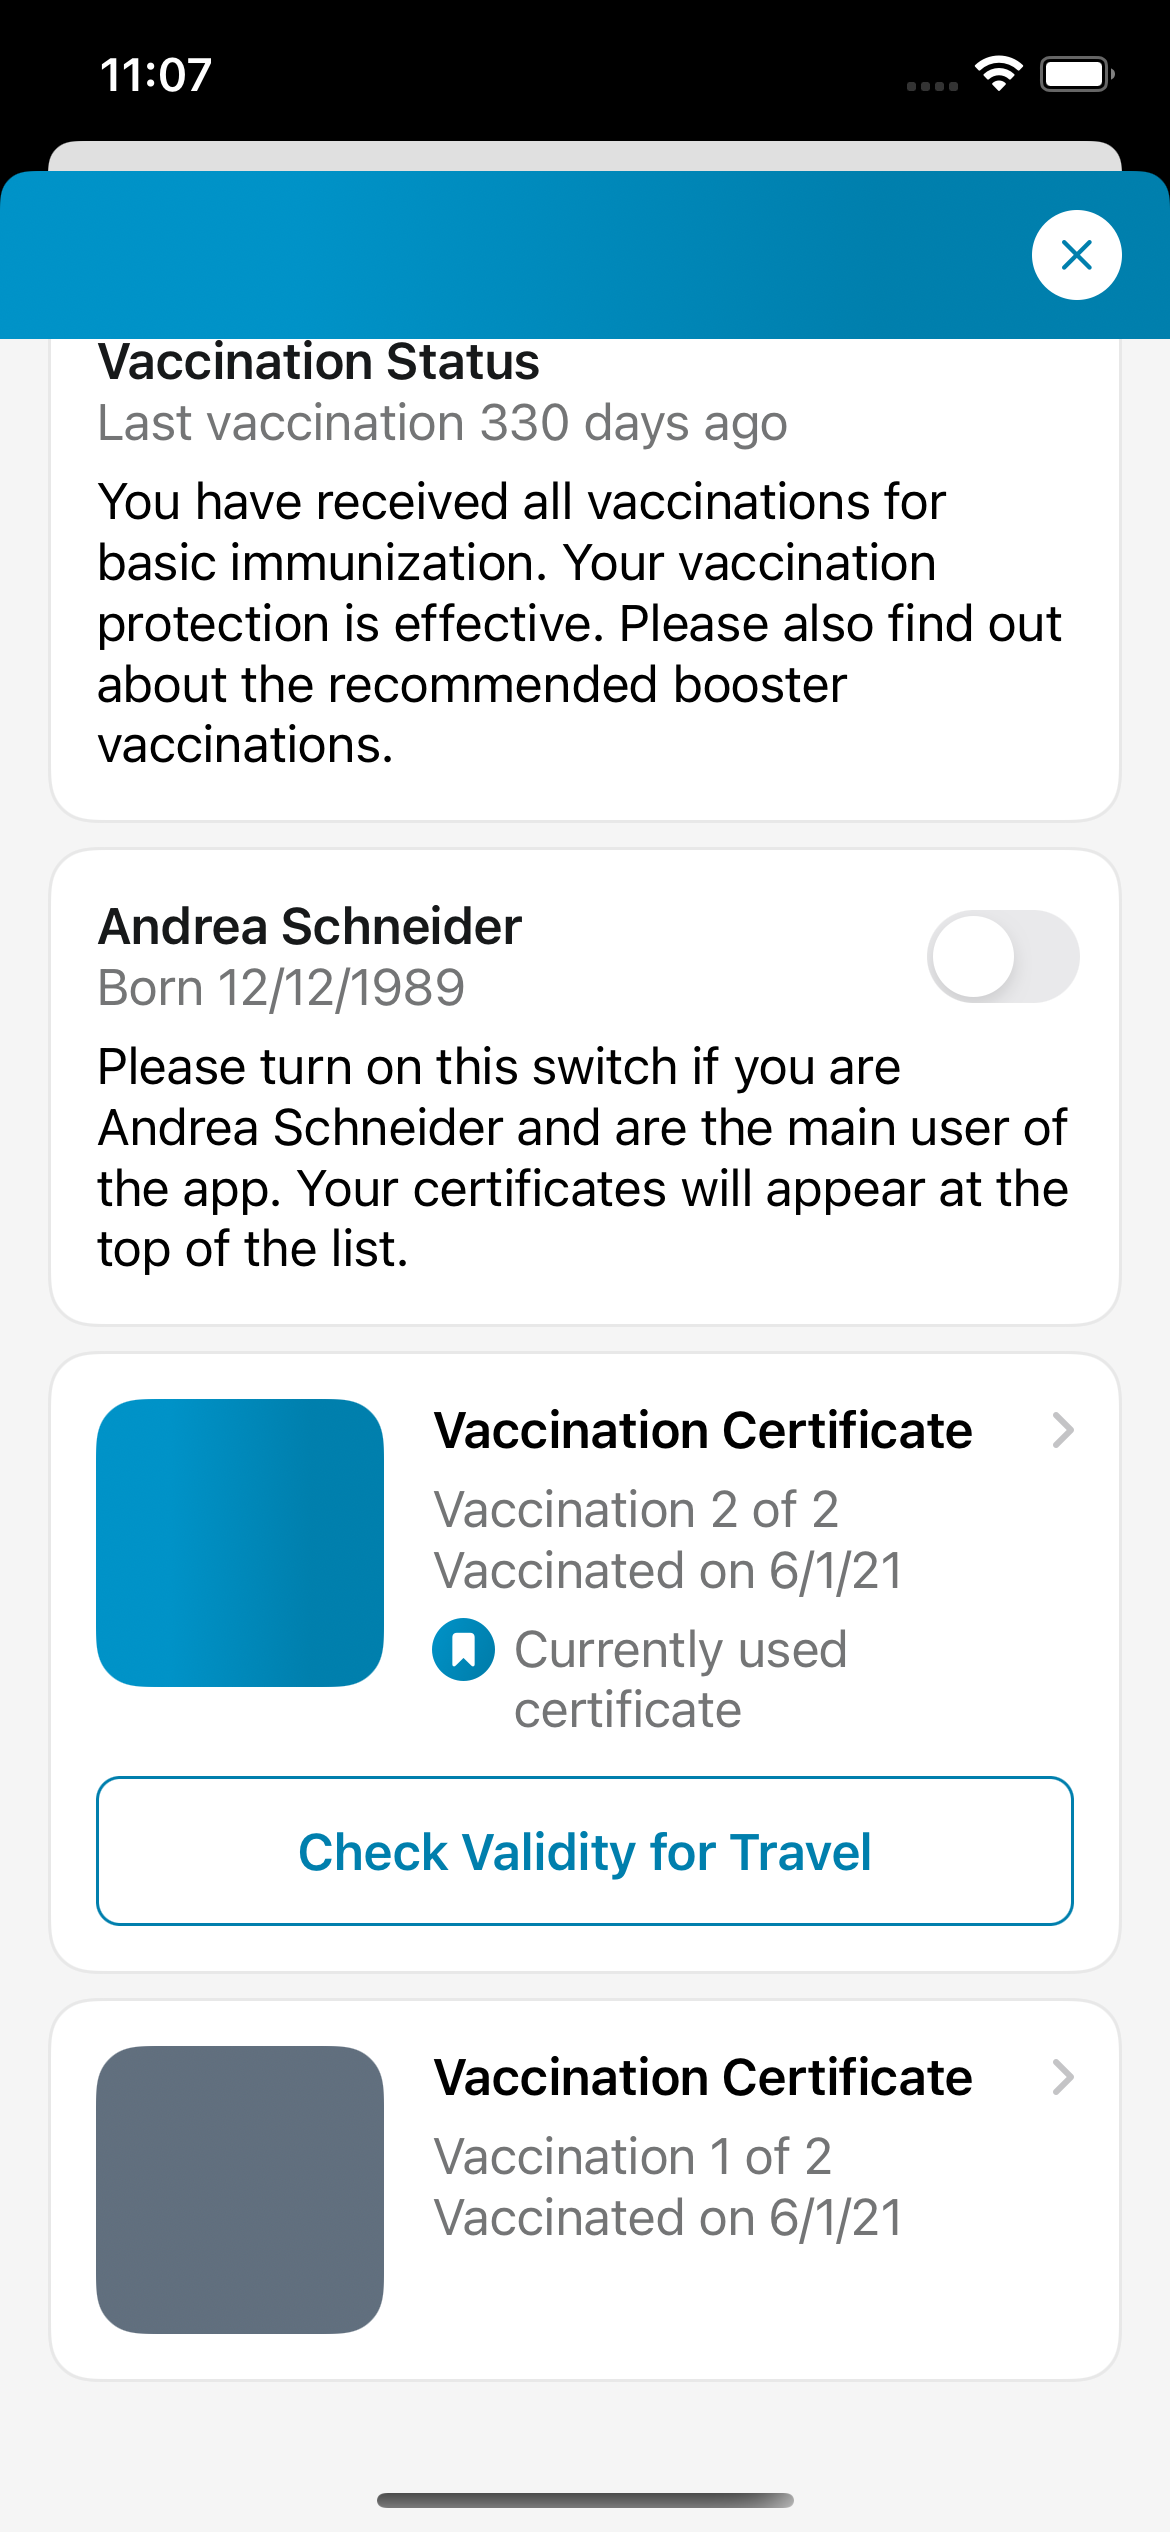 11:07
Vaccination Status
Last vaccination 330 days ago
You have received all vaccinations for
basic immunization. Your vaccination
protection is effective. Please also find out
about the recommended booster
vaccinations.
Andrea Schneider
Born 12/12/1989
Please turn on this switch if you are
Andrea Schneider and are the main user of
the app. Your certificates will appear at the
top of the list.
Vaccination Certificate
Vaccination 2 of 2
Vaccinated on 6/1/21
Currently used
certificate
Check Validity for Travel
Vaccination Certificate
Vaccination 1 of 2
Vaccinated on 6/1/21